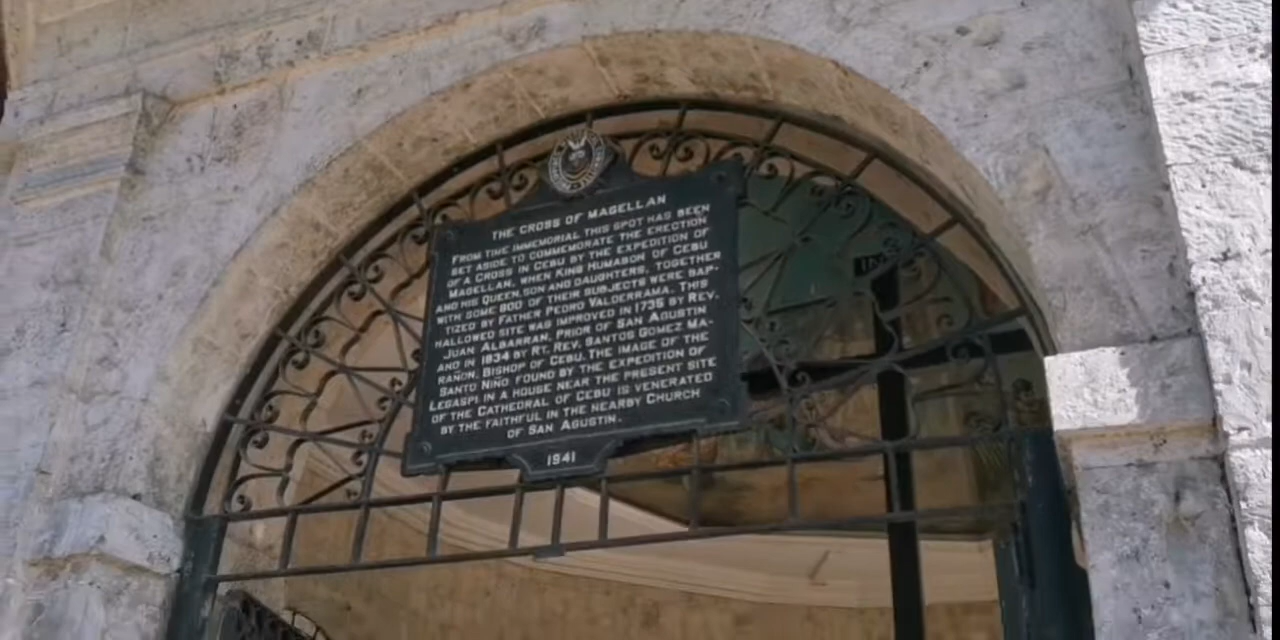 THE CROSS OF MAGELLAN
FROM TIME IMMEMORIAL THIS SPOT HAS BEEN
SET ASIDE TO COMMEMORATE THE ERECTION
OF A CROSS IN CEBU BY THE EXPEDITION OF
MAGELLAN. WHEN KING HUMABON OF CEBU
AND HIS QUEEN, SON AND DAUGHTERS, TOGETHER
WITH SOME 800 OF THEIR SUBJECTS WERE BAP-
TIZED BY FATHER PEDRO VALDERRAMA. THIS
HALLOWED SITE WAS IMPROVED IN 1735 BY REV.
JUAN ALBARRAN, PRIOR OF SAN AGUSTIN
AND IN 1834 BY RT. REV. SANTOS GOMEZ MA-
RAÑON, BISHOP OF CEBU. THE IMAGE OF THE
SANTO NIÑO FOUND BY THE EXPEDITION OF
LEGASPI IN A HOUSE NEAR THE PRESENT SITE
OF THE CATHEDRAL OF CEBU IS VENERATED
BY THE FAITHFUL IN THE NEARBY CHURCH
OF SAN AGUSTIN.
1941